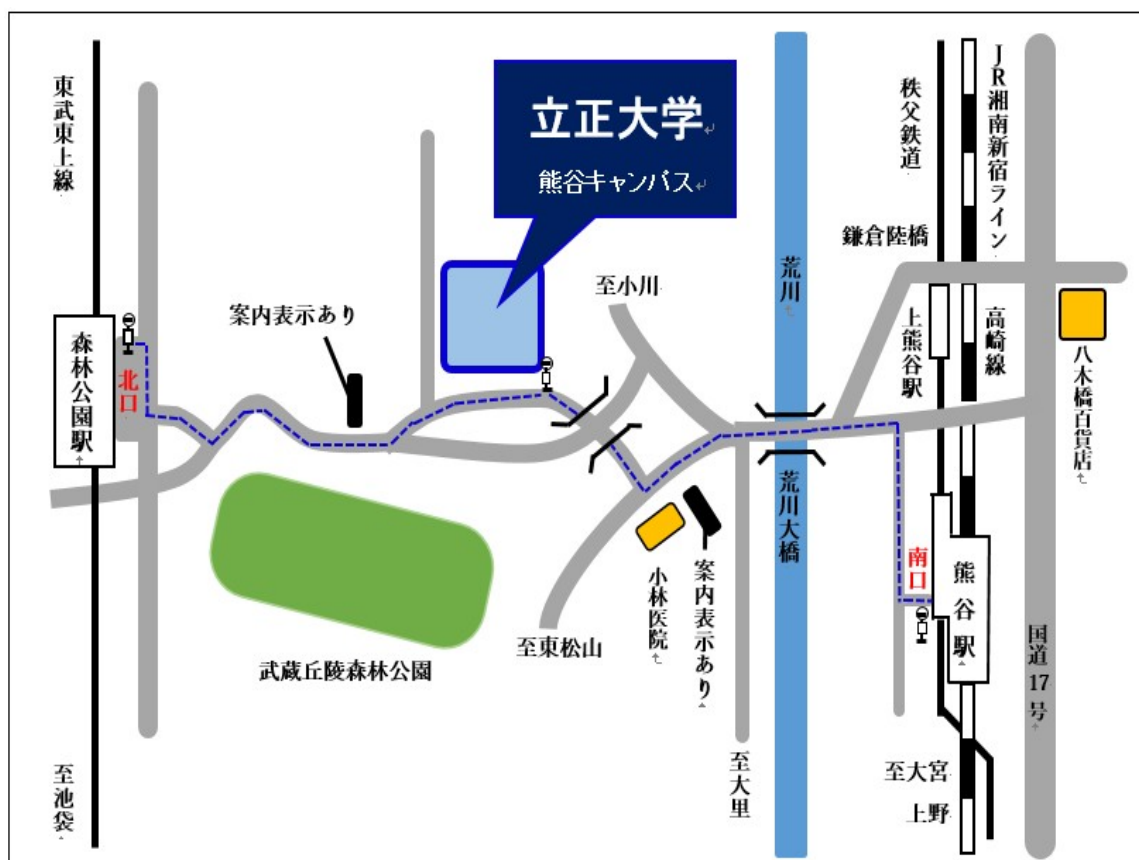 東武東上線
立正大学
熊谷キャンパス
秩父鉄道
JR湘南新宿ライン
鎌倉陸橋
荒川
至小川
案内表示あり
森林公園駅
北口
上熊谷駅
高崎線
八木橋百貨店
荒川大橋
南口
熊谷駅
小林医院
案内表示あり
至東松山
武蔵丘陵森林公園
国道17号
至大里
至池袋
至大宮
上野